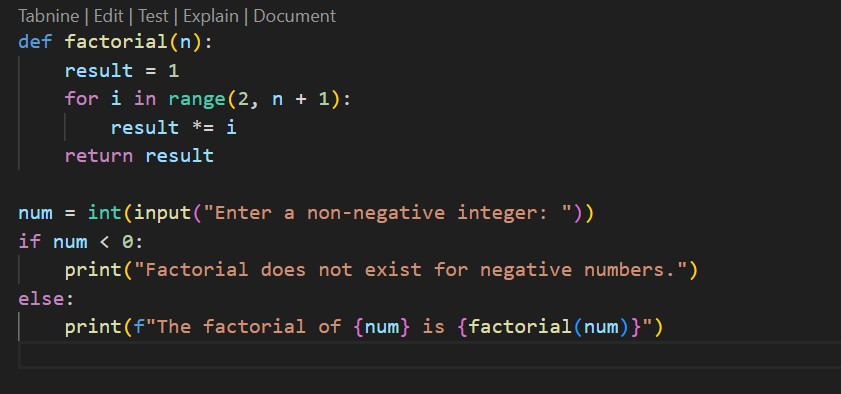 Tabnine | Edit | Test | Explain | Document
def factorial(n):
    result = 1
    for i in range(2, n + 1):
        result *= i
    return result

num = int(input("Enter a non-negative integer: "))
if num < 0:
    print("Factorial does not exist for negative numbers.")
else:
    print(f"The factorial of {num} is {factorial(num)}")